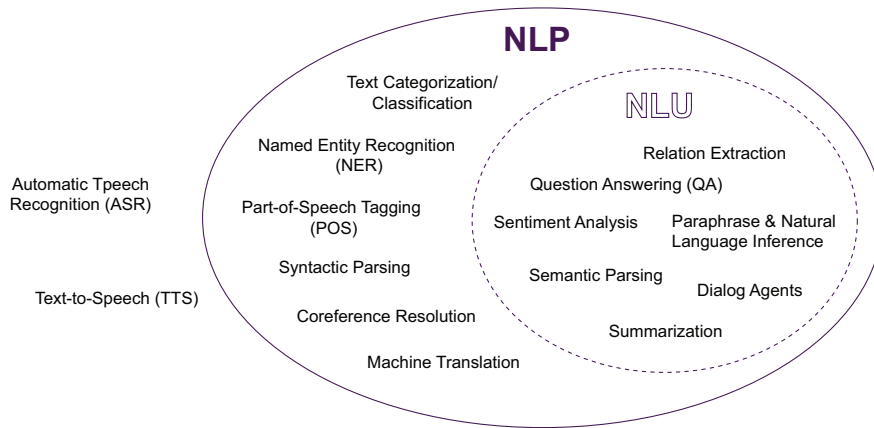 NLP
Text Categorization/
Classification
NLU
Named Entity Recognition
(NER)
Relation Extraction
Automatic Tpeech
Recognition (ASR)
Question Answering (QA)
Part-of-Speech Tagging
(POS)
Sentiment Analysis
Paraphrase & Natural
Language Inference
Syntactic Parsing
Semantic Parsing
Dialog Agents
Text-to-Speech (TTS)
Coreference Resolution
Summarization
Machine Translation